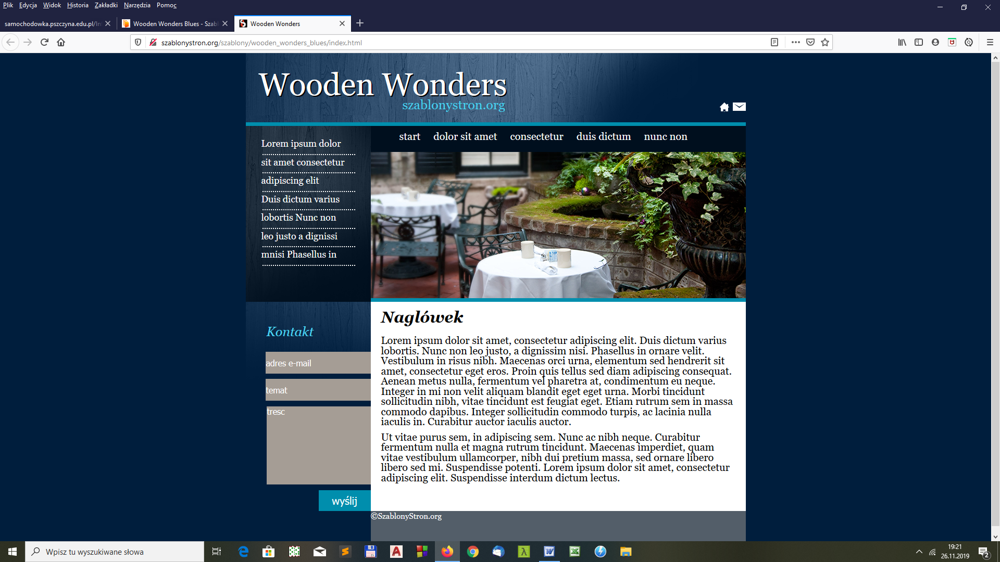 Plik Edycja Widok Historia Zakładki Narzędzia Pomoc
samochodowka.pszczyna.edu.pl/In Wooden Wonders Blues - Szabl Wooden Wonders
szablonystron.org/szablony/wooden_wonders_blues/index.html
Wooden Wonders
szablonystron.org
start dolor sit amet consectetur duis dictum nunc non
Lorem ipsum dolor
sit amet consectetur
adipiscing elit
Duis dictum varius
lobortis Nunc non
leo justo a dignissi
mnisi Phasellus in
Kontakt
adres e-mail
temat
tresc
wyślij
Naglówek
Lorem ipsum dolor sit amet, consectetur adipiscing elit. Duis dictum varius
lobortis. Nunc non leo justo, a dignissim nisi. Phasellus in ornare velit.
Vestibulum in risus nibh. Maecenas orci urna, elementum sed hendrerit sit
amet, consectetur eget eros. Proin quis tellus sed diam adipiscing consequat.
Aenean metus nulla, fermentum vel pharetra at, condimentum eu neque.
Integer in mi non velit aliquam blandit eget eget urna. Morbi tincidunt
sollicitudin nibh, vitae tincidunt est feugiat eget. Etiam rutrum sem in massa
commodo dapibus. Integer sollicitudin commodo turpis, ac lacinia nulla
iaculis in. Curabitur auctor iaculis auctor.
Ut vitae purus sem, in adipiscing sem. Nunc ac nibh neque. Curabitur
fermentum nulla et magna rutrum tincidunt. Maecenas imperdiet, quam
vitae vestibulum ullamcorper, nibh dui pretium massa, sed ornare libero
libero sed mi. Suspendisse potenti. Lorem ipsum dolor sit amet, consectetur
adipiscing elit. Suspendisse interdum dictum lectus.
©SzablonyStron.org
Wpisz tu wyszukiwane słowa
19:21
26.11.2019
2